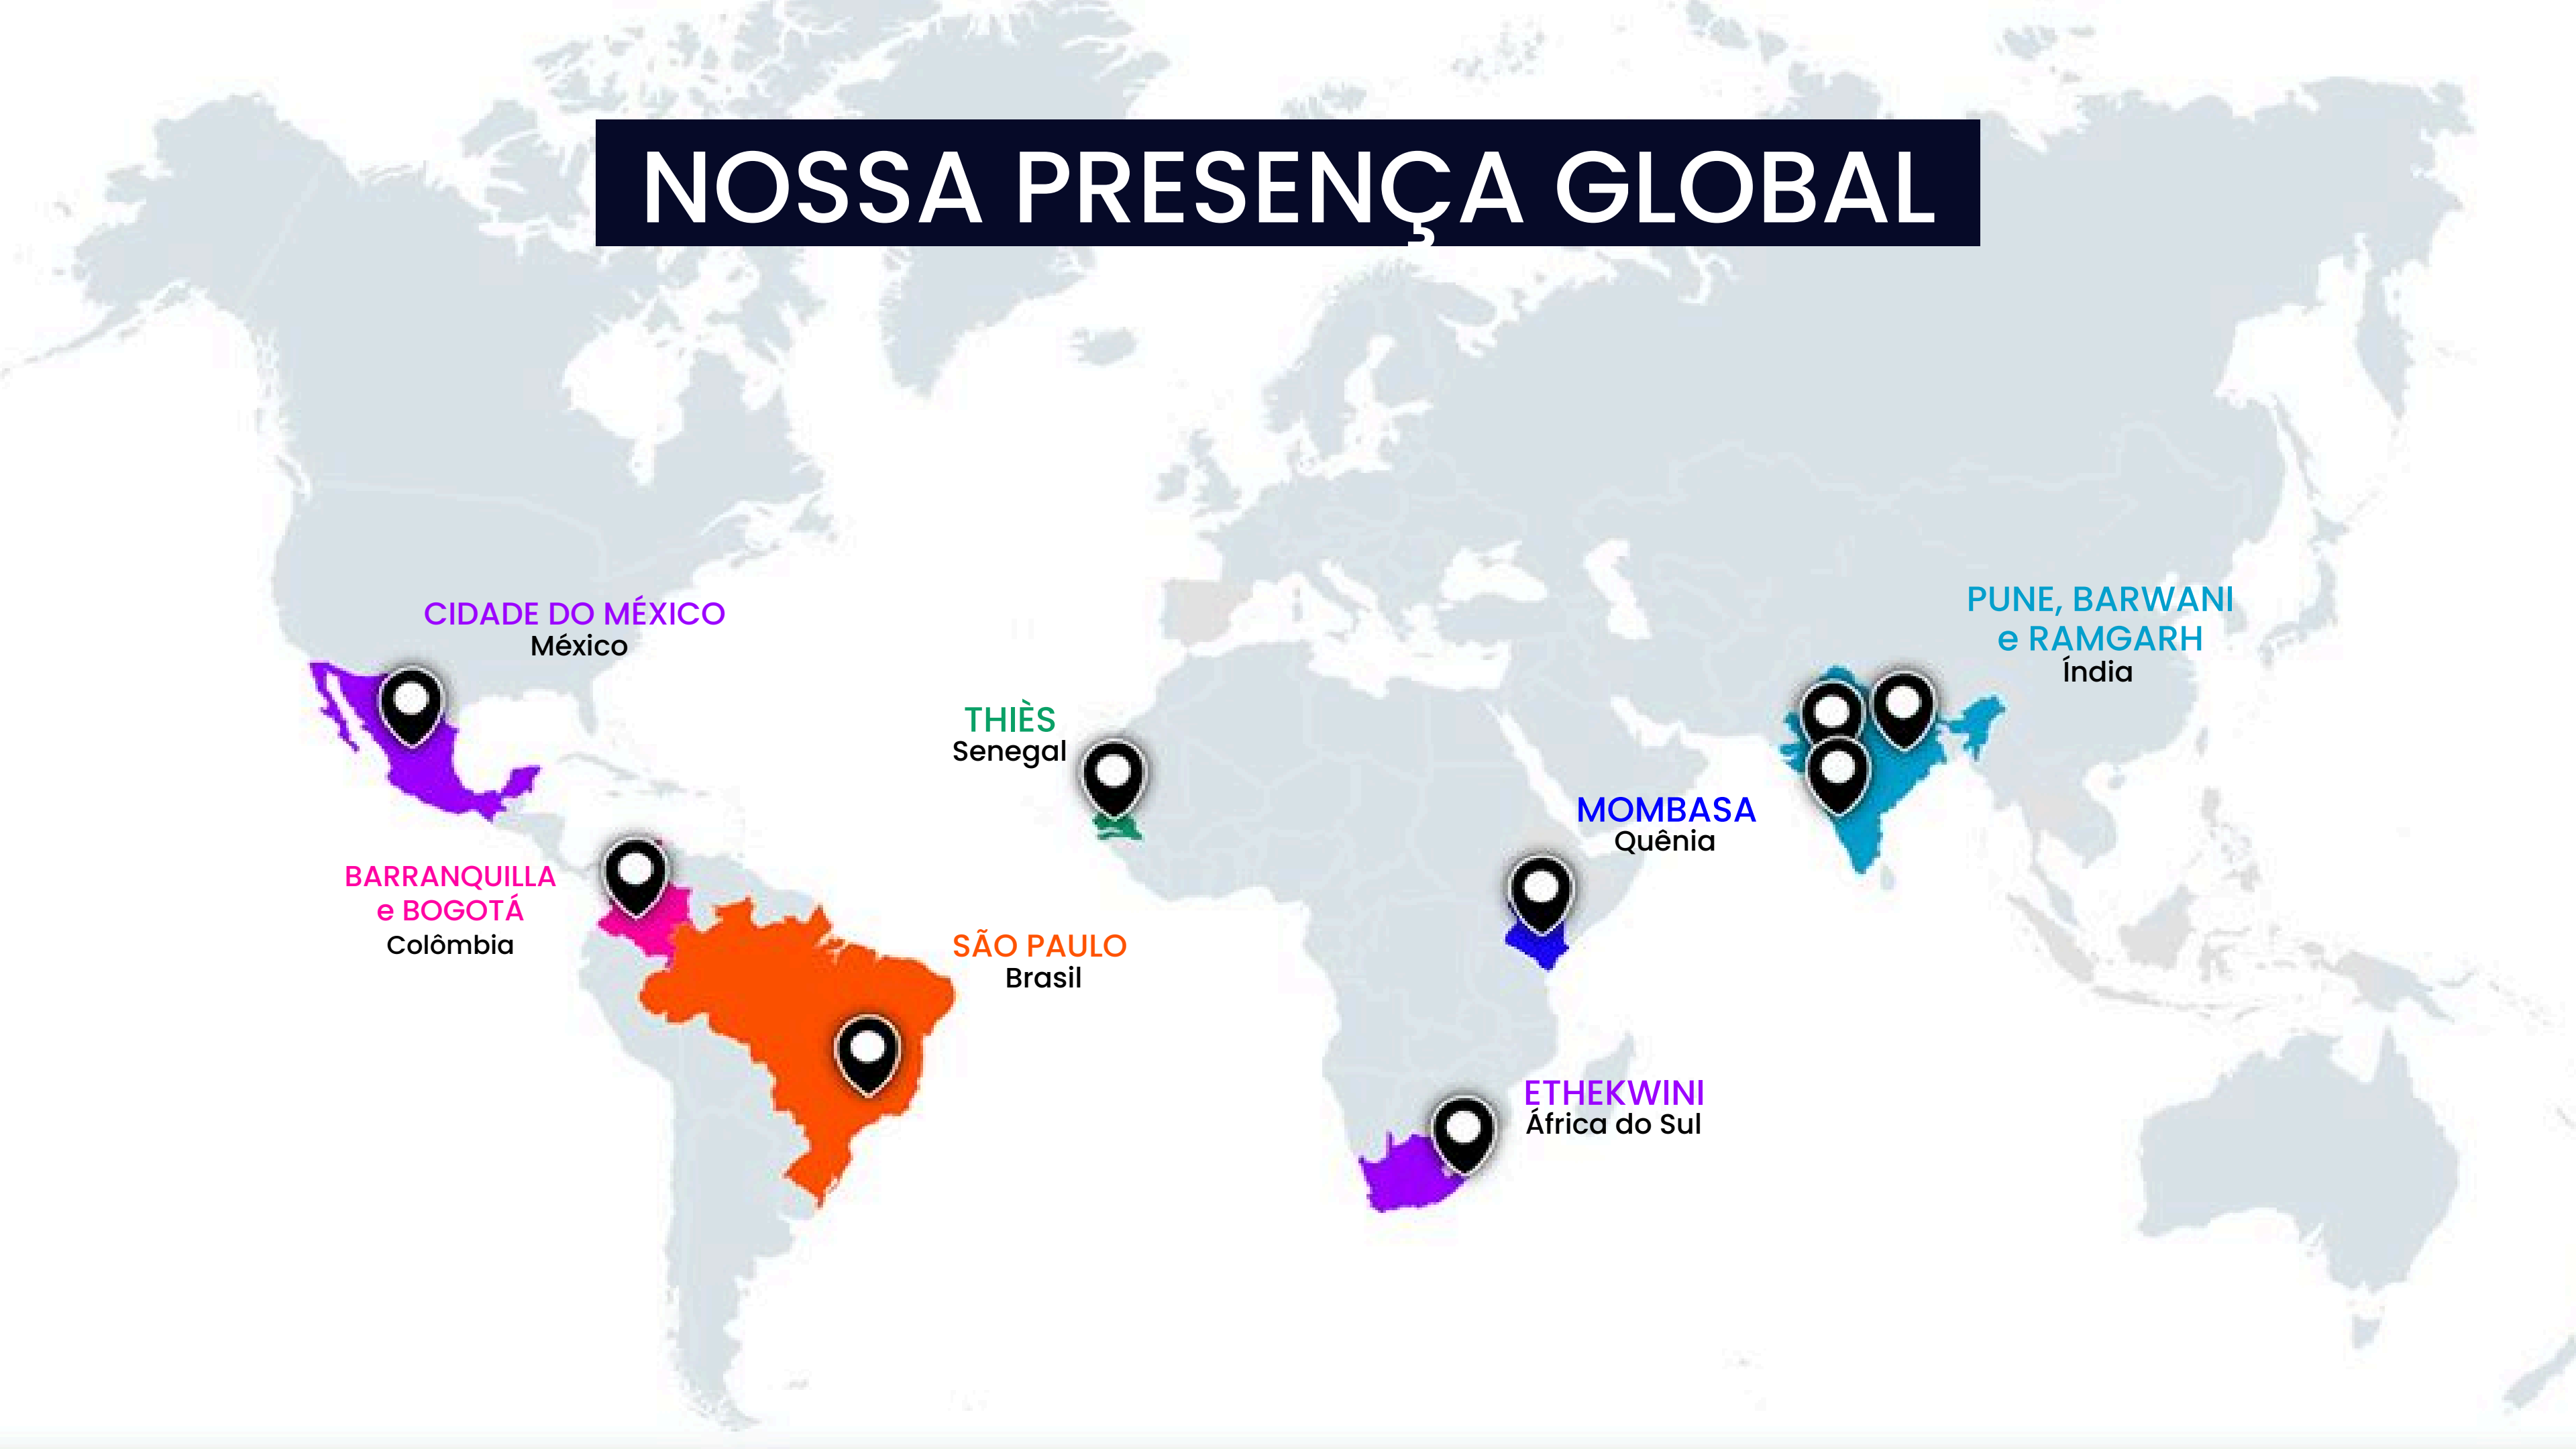 NOSSA PRESENÇA GLOBAL
CIDADE DO MÉXICO
México
PUNE, BARWANI
e RAMGARH
Índia
THIÈS
Senegal
MOMBASA
Quênia
BARRANQUILLA
e BOGOTÁ
Colômbia
SÃO PAULO
Brasil
ETHEKWINI
África do Sul